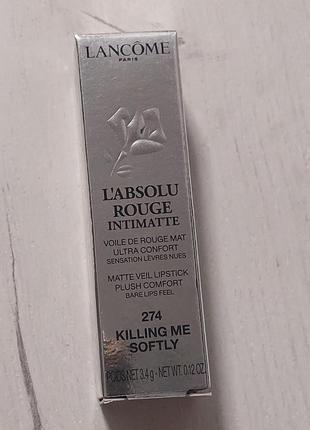 LANCÔME
PARIS
L'ABSOLU
ROUGE
INTIMATTE
VOILE DE ROUGE MAT
ULTRA CONFORT
SENSATION LÈVRES NUES
MATTE VEIL LIPSTICK
PLUSH COMFORT
BARE LIPS FEEL
274
KILLING ME
SOFTLY
POIDS NET 3.4 g - NET WT. 0.12 OZ.